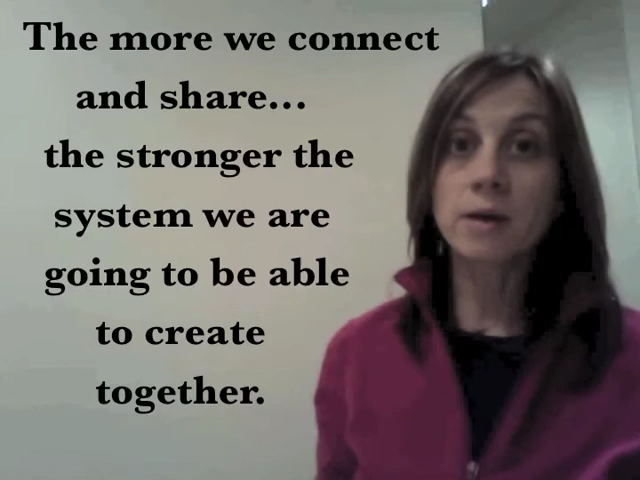 The more we connect
and share...
the stronger the
system we are
going to be able
to create
together.